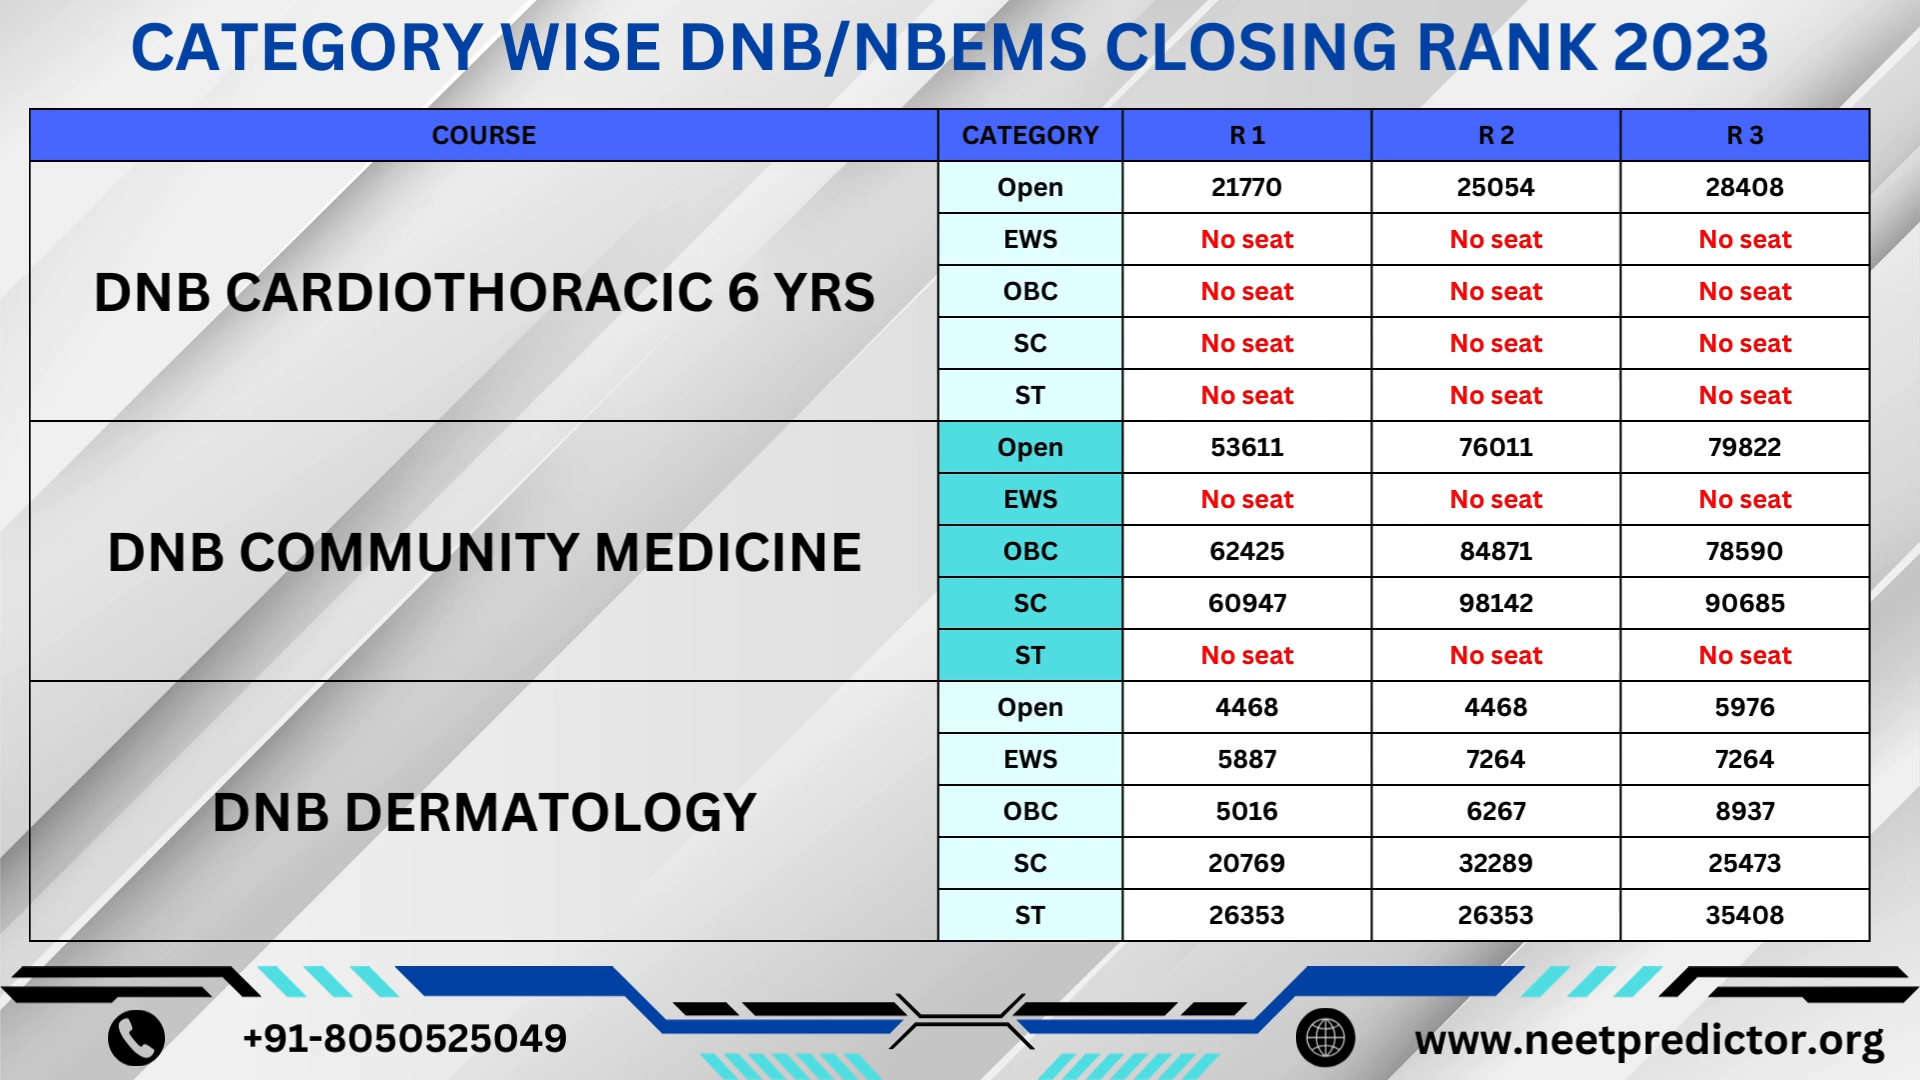 CATEGORY WISE DNB/NBEMS CLOSING RANK 2023
COURSE CATEGORY R 1 R 2 R 3
DNB CARDIOTHORACIC 6 YRS
Open 21770 25054 28408
EWS No seat No seat No seat
OBC No seat No seat No seat
SC No seat No seat No seat
ST No seat No seat No seat
DNB COMMUNITY MEDICINE
Open 53611 76011 79822
EWS No seat No seat No seat
OBC 62425 84871 78590
SC 60947 98142 90685
ST No seat No seat No seat
DNB DERMATOLOGY
Open 4468 4468 5976
EWS 5887 7264 7264
OBC 5016 6267 8937
SC 20769 32289 25473
ST 26353 26353 35408
+91-8050525049
www.neetpredictor.org